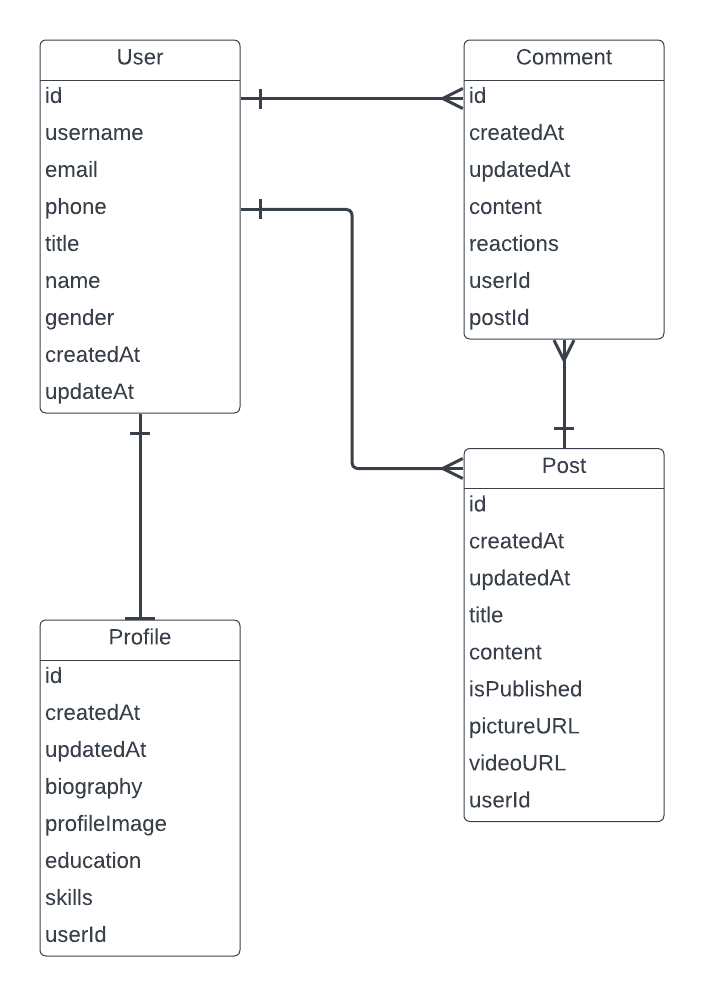 User
id
username
email
phone
title
name
gender
createdAt
updateAt
Comment
id
createdAt
updatedAt
content
reactions
userId
postId
Profile
id
createdAt
updatedAt
biography
profileImage
education
skills
userId
Post
id
createdAt
updatedAt
title
content
isPublished
pictureURL
videoURL
userId